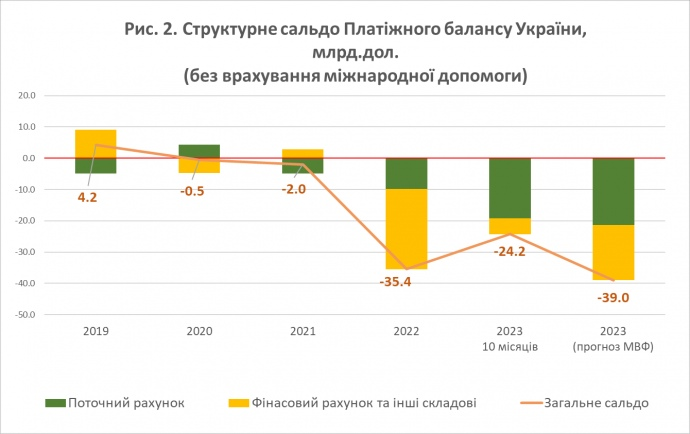 Рис. 2. Структурне сальдо Платіжного балансу України,
млрд.дол.
(без врахування міжнародної допомоги)
20.0
10.0
0.0
-10.0
-20.0
-30.0
-40.0
-50.0
4.2
-0.5
-2.0
-35.4
-24.2
-39.0
2019 2020 2021 2022 2023 2023
10 місяців (прогноз МВФ)
Поточний рахунок Фінасовий рахунок та інші складові Загальне сальдо